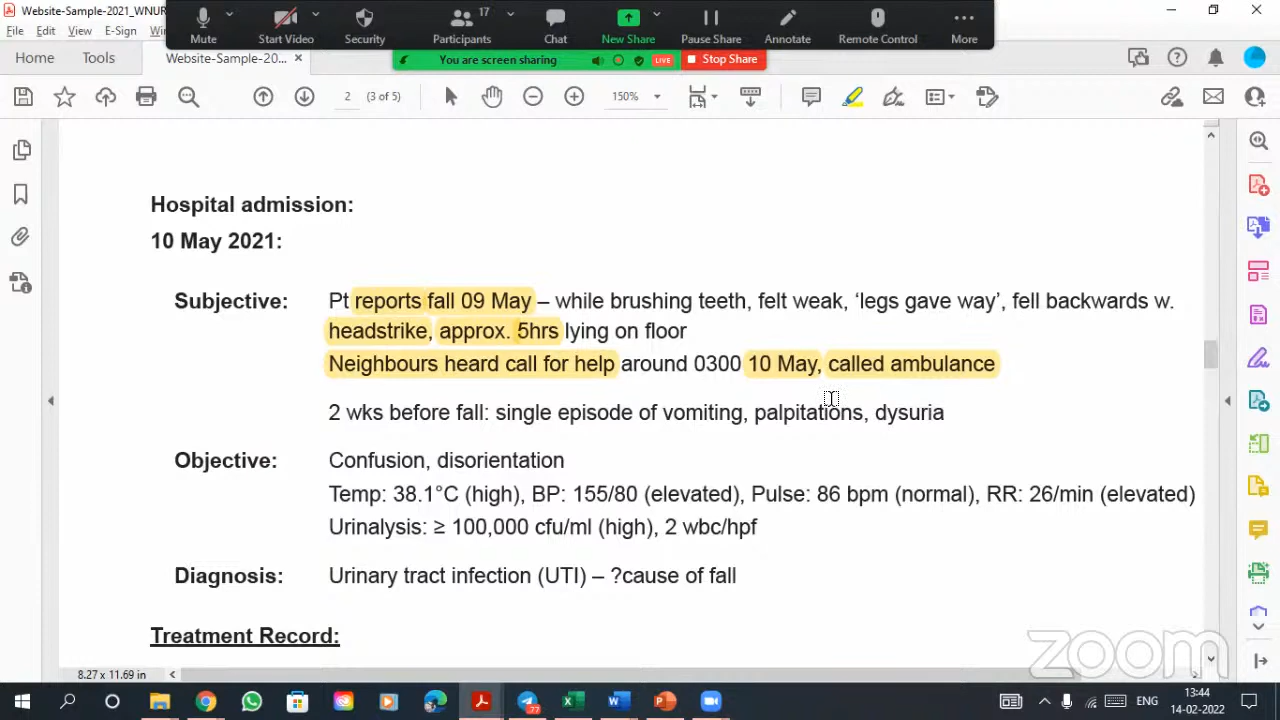 Website-Sample-2021_WNUR
File Edit View E-Sign Win
Mute Start Video Security Participants 17 Chat New Share Pause Share Annotate Remote Control More
You are screen sharing LIVE Stop Share
Home Tools Website-Sample-20... ×
2 (3 of 5) 150%
Hospital admission:
10 May 2021:
Subjective: Pt reports fall 09 May – while brushing teeth, felt weak, ‘legs gave way’, fell backwards w.
headstrike, approx. 5hrs lying on floor
Neighbours heard call for help around 0300 10 May, called ambulance
2 wks before fall: single episode of vomiting, palpitations, dysuria
Objective: Confusion, disorientation
Temp: 38.1°C (high), BP: 155/80 (elevated), Pulse: 86 bpm (normal), RR: 26/min (elevated)
Urinalysis: ≥ 100,000 cfu/ml (high), 2 wbc/hpf
Diagnosis: Urinary tract infection (UTI) – ?cause of fall
Treatment Record:
zoom
8.27 x 11.69 in
77 ENG 13:44
14-02-2022